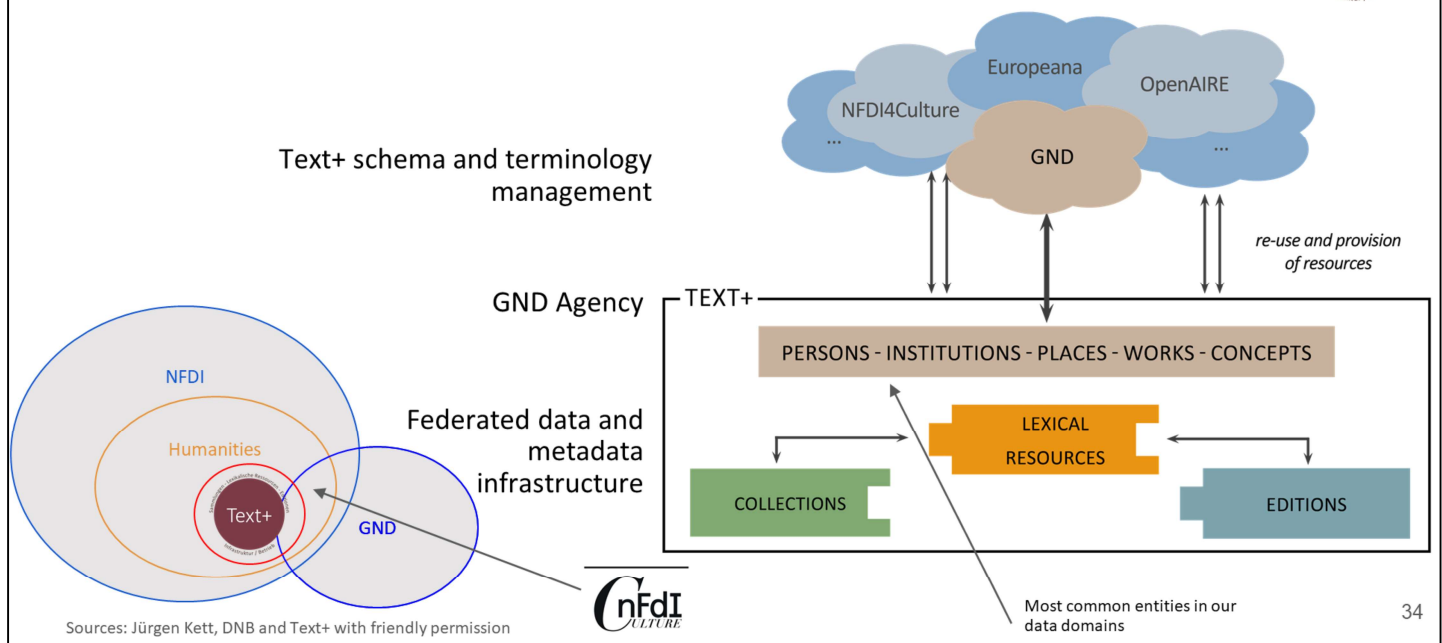 Europeana
OpenAIRE
NFDI4Culture
...
...
GND
Text+ schema and terminology
management
re-use and provision
of resources
GND Agency
TEXT+
PERSONS - INSTITUTIONS - PLACES - WORKS - CONCEPTS
NFDI
Federated data and
metadata
infrastructure
LEXICAL
RESOURCES
Humanities
COLLECTIONS
EDITIONS
Text+
Infrastruktur / Betrieb
GND
nFdI
CULTURE
Most common entities in our
data domains
34
Sources: Jürgen Kett, DNB and Text+ with friendly permission